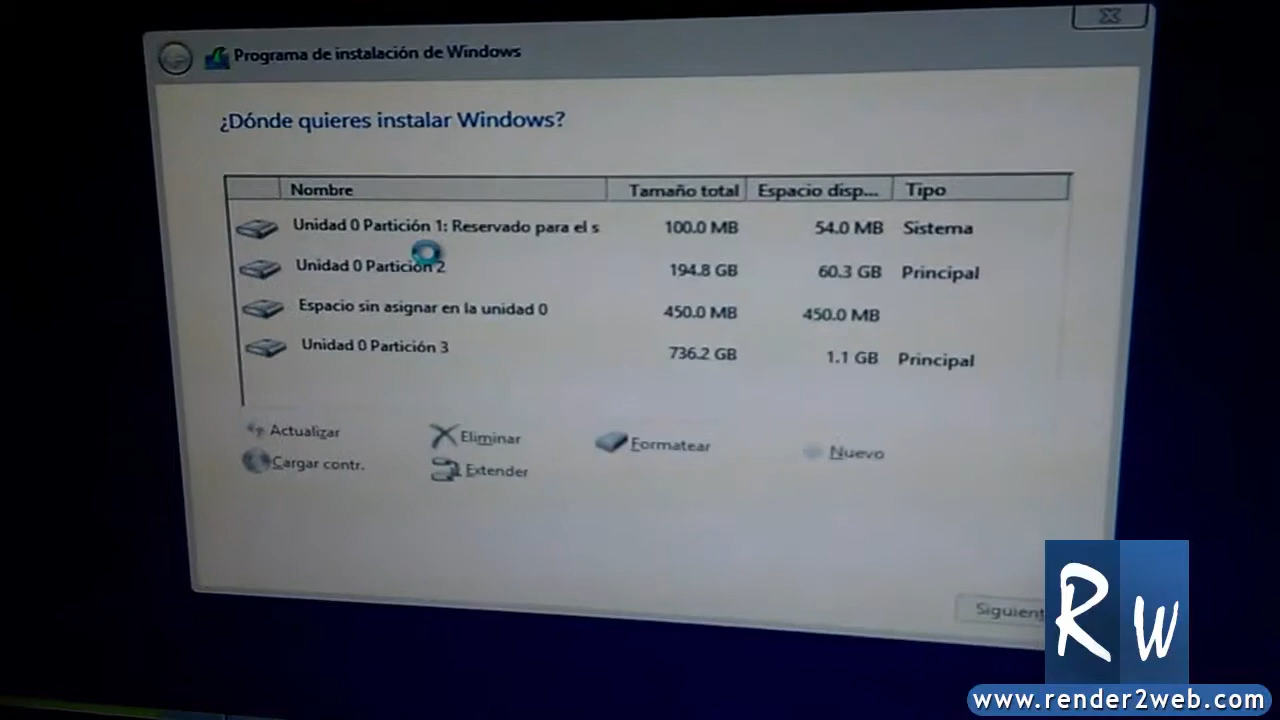 Programa de instalación de Windows
¿Dónde quieres instalar Windows?
Nombre Tamaño total Espacio disp... Tipo
Unidad 0 Partición 1: Reservado para el s 100.0 MB 54.0 MB Sistema
Unidad 0 Partición 2 194.8 GB 60.3 GB Principal
Espacio sin asignar en la unidad 0 450.0 MB 450.0 MB
Unidad 0 Partición 3 736.2 GB 1.1 GB Principal
Actualizar Eliminar Formatear Nuevo
Cargar contr. Extender
Siguient
RW
www.render2web.com